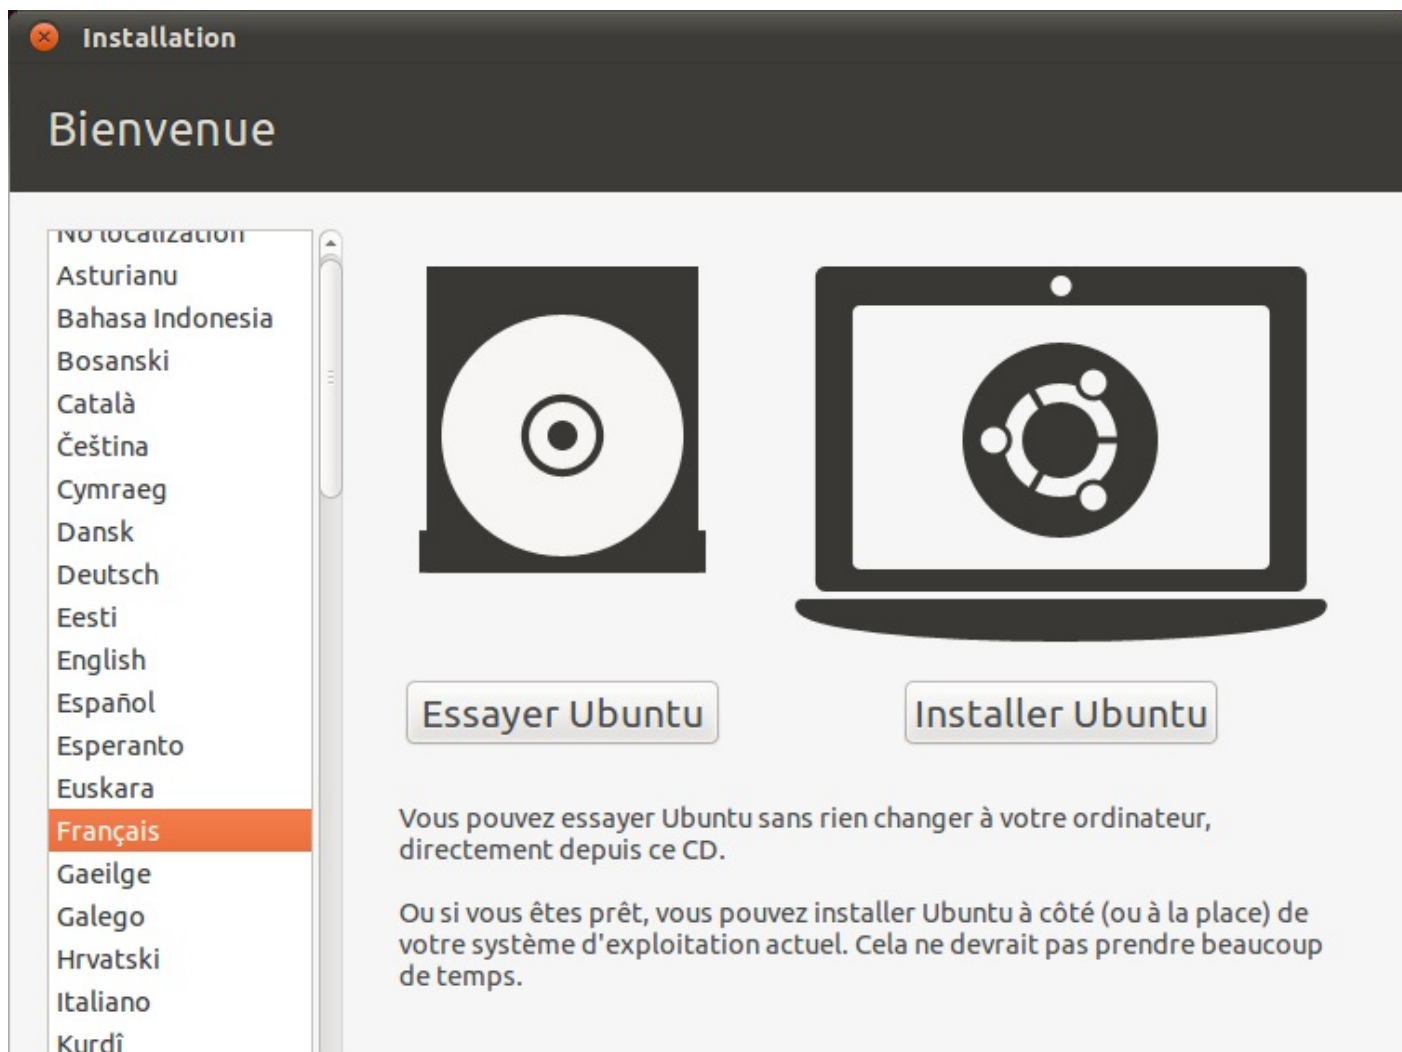 Installation
Bienvenue
No localization
Asturianu
Bahasa Indonesia
Bosanski
Català
Čeština
Cymraeg
Dansk
Deutsch
Eesti
English
Español
Esperanto
Euskara
Français
Gaeilge
Galego
Hrvatski
Italiano
Kurdî
Essayer Ubuntu
Installer Ubuntu
Vous pouvez essayer Ubuntu sans rien changer à votre ordinateur,
directement depuis ce CD.
Ou si vous êtes prêt, vous pouvez installer Ubuntu à côté (ou à la place) de
votre système d'exploitation actuel. Cela ne devrait pas prendre beaucoup
de temps.